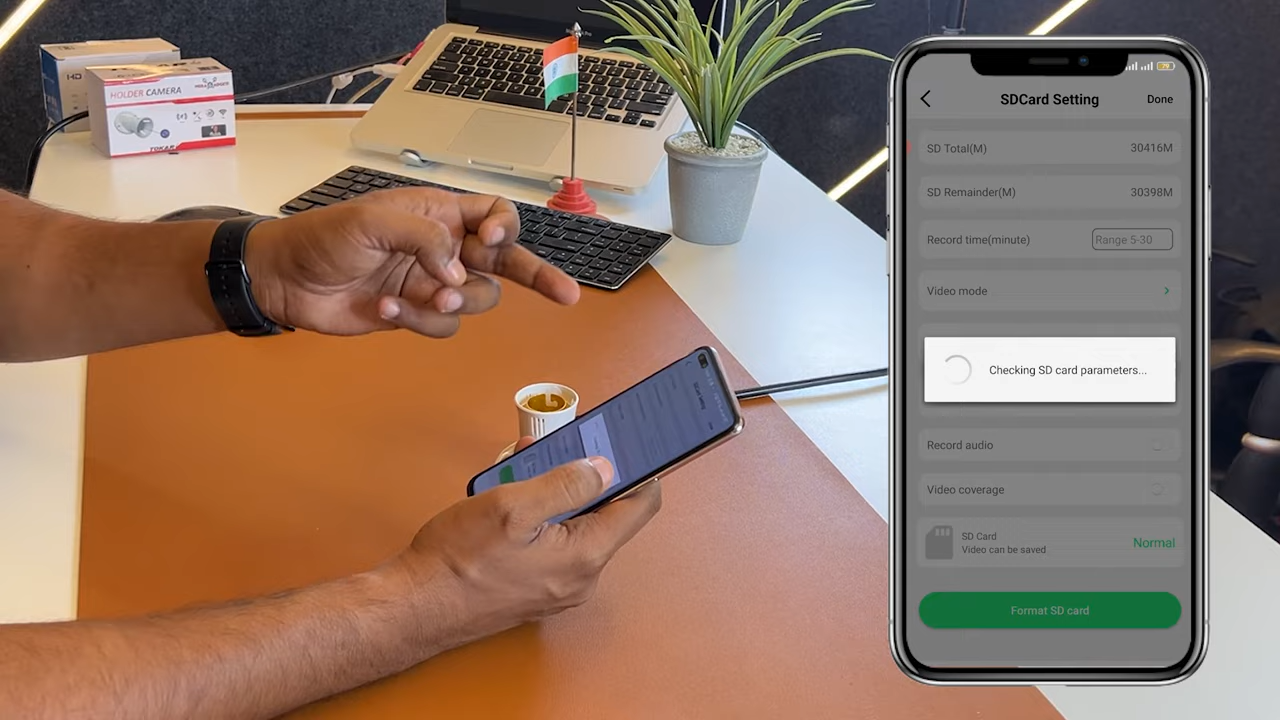 HD
HOLDER CAMERA
SDCard Setting
Done
SD Total(M)
30416M
SD Remainder(M)
30398M
Record time(minute)
Range 5-30
Video mode
Checking SD card parameters...
Record audio
Video coverage
SD Card
Video can be saved
Normal
Format SD card